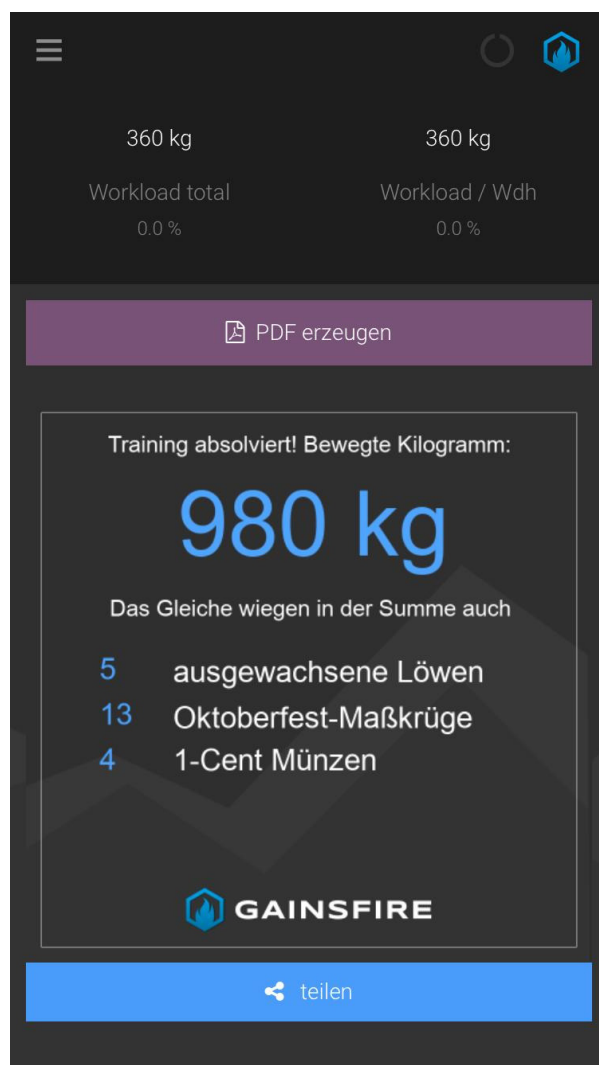 360 kg
360 kg
Workload total
Workload / Wdh
0.0 %
0.0 %
PDF erzeugen
Training absolviert! Bewegte Kilogramm:
980 kg
Das Gleiche wiegen in der Summe auch
5 ausgewachsene Löwen
13 Oktoberfest-Maßkrüge
4 1-Cent Münzen
GAINSFIRE
teilen